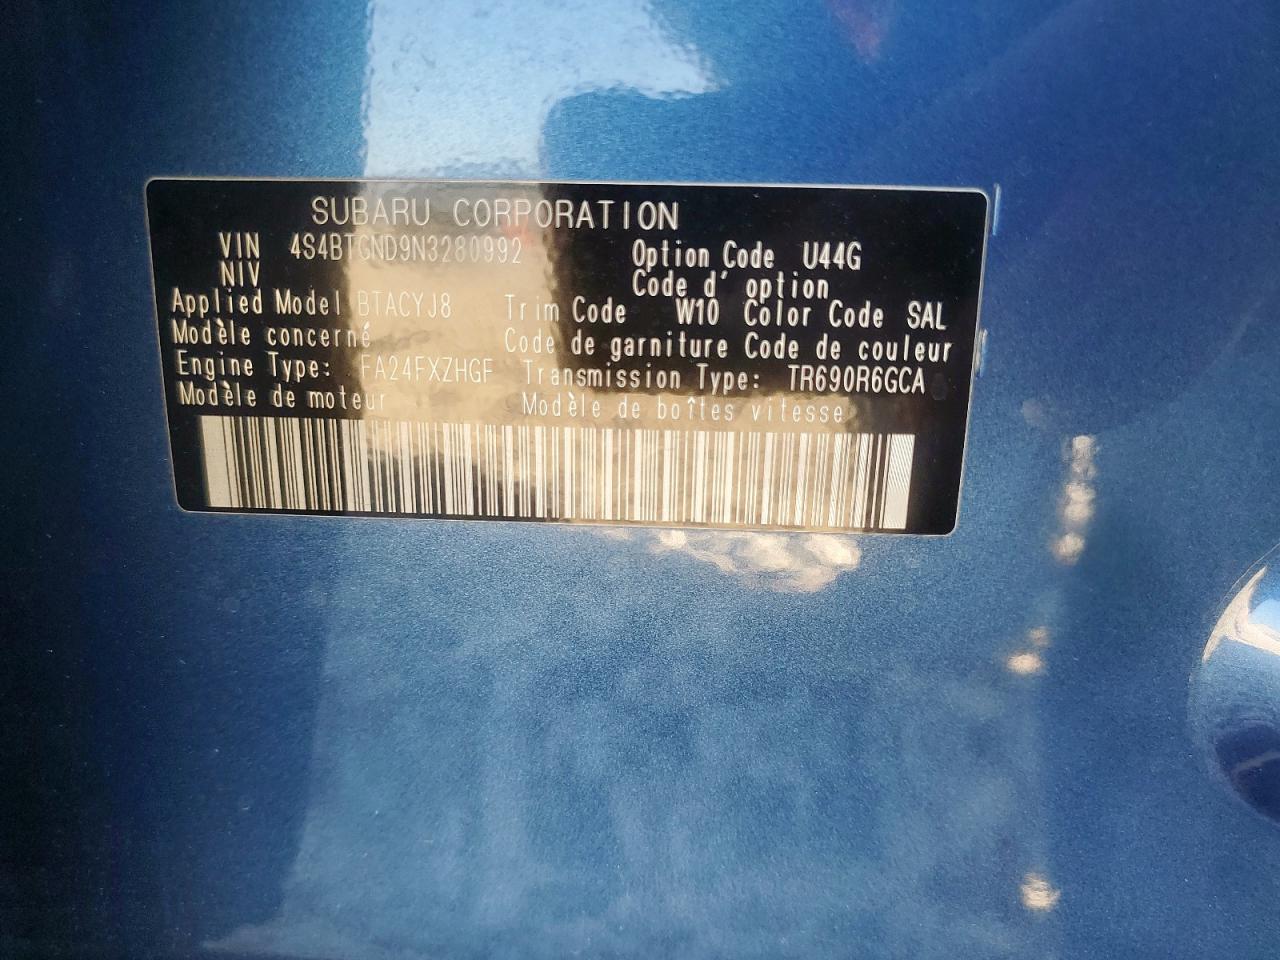 SUBARU CORPORATION
VIN 4S4BTGND9N3280992 Option Code U44G
NIV Code d' option
Applied Model BTACYJ8 Trim Code W10 Color Code SAL
Modèle concerné Code de garniture Code de couleur
Engine Type: FA24FXZHGF Transmission Type: TR690R6GCA
Modèle de moteur Modèle de boîtes vitesse